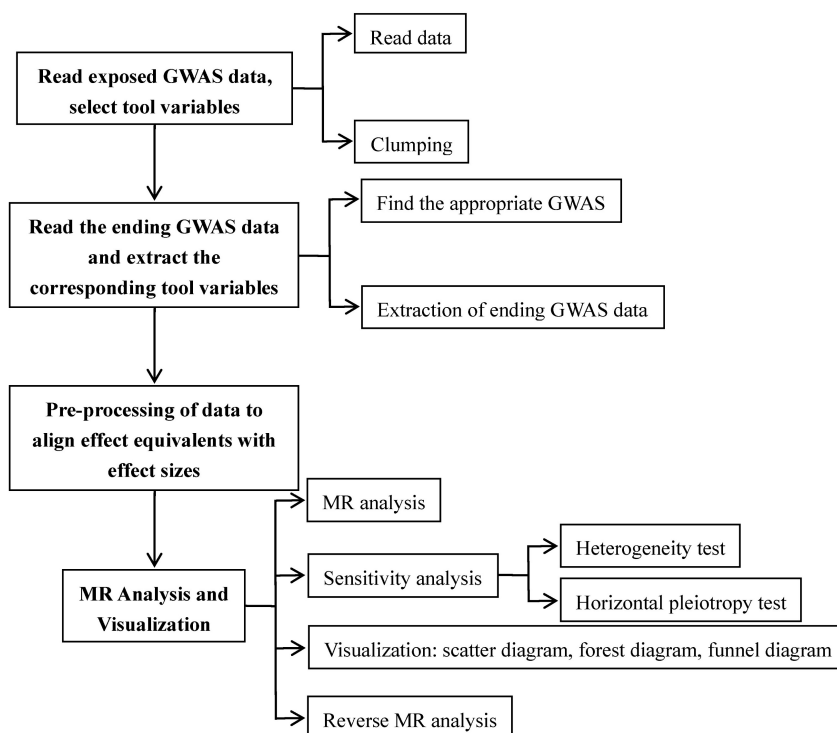 Read data
Read exposed GWAS data,
select tool variables
Clumping
Find the appropriate GWAS
Read the ending GWAS data
and extract the
corresponding tool variables
Extraction of ending GWAS data
Pre-processing of data to
align effect equivalents with
effect sizes
MR analysis
Heterogeneity test
Sensitivity analysis
MR Analysis and
Visualization
Horizontal pleiotropy test
Visualization: scatter diagram, forest diagram, funnel diagram
Reverse MR analysis